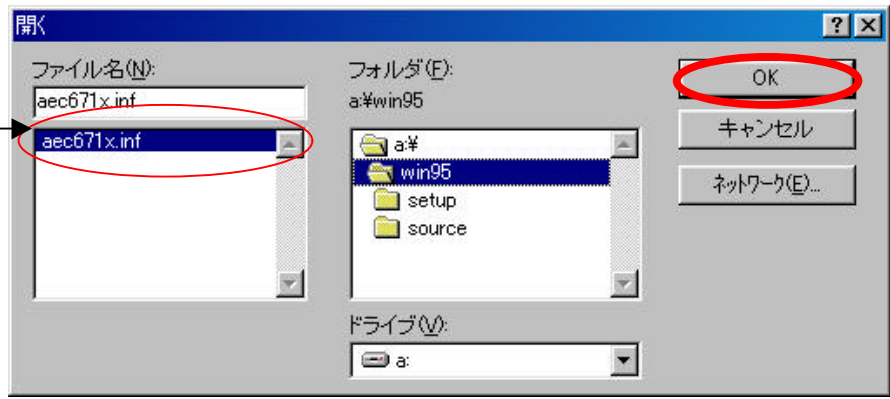 開く
ファイル名(N):
aec671x.inf
aec671x.inf
フォルダ(F):
a:¥win95
a:¥
win95
setup
source
ドライブ(V):
a:
OK
キャンセル
ネットワーク(E)...